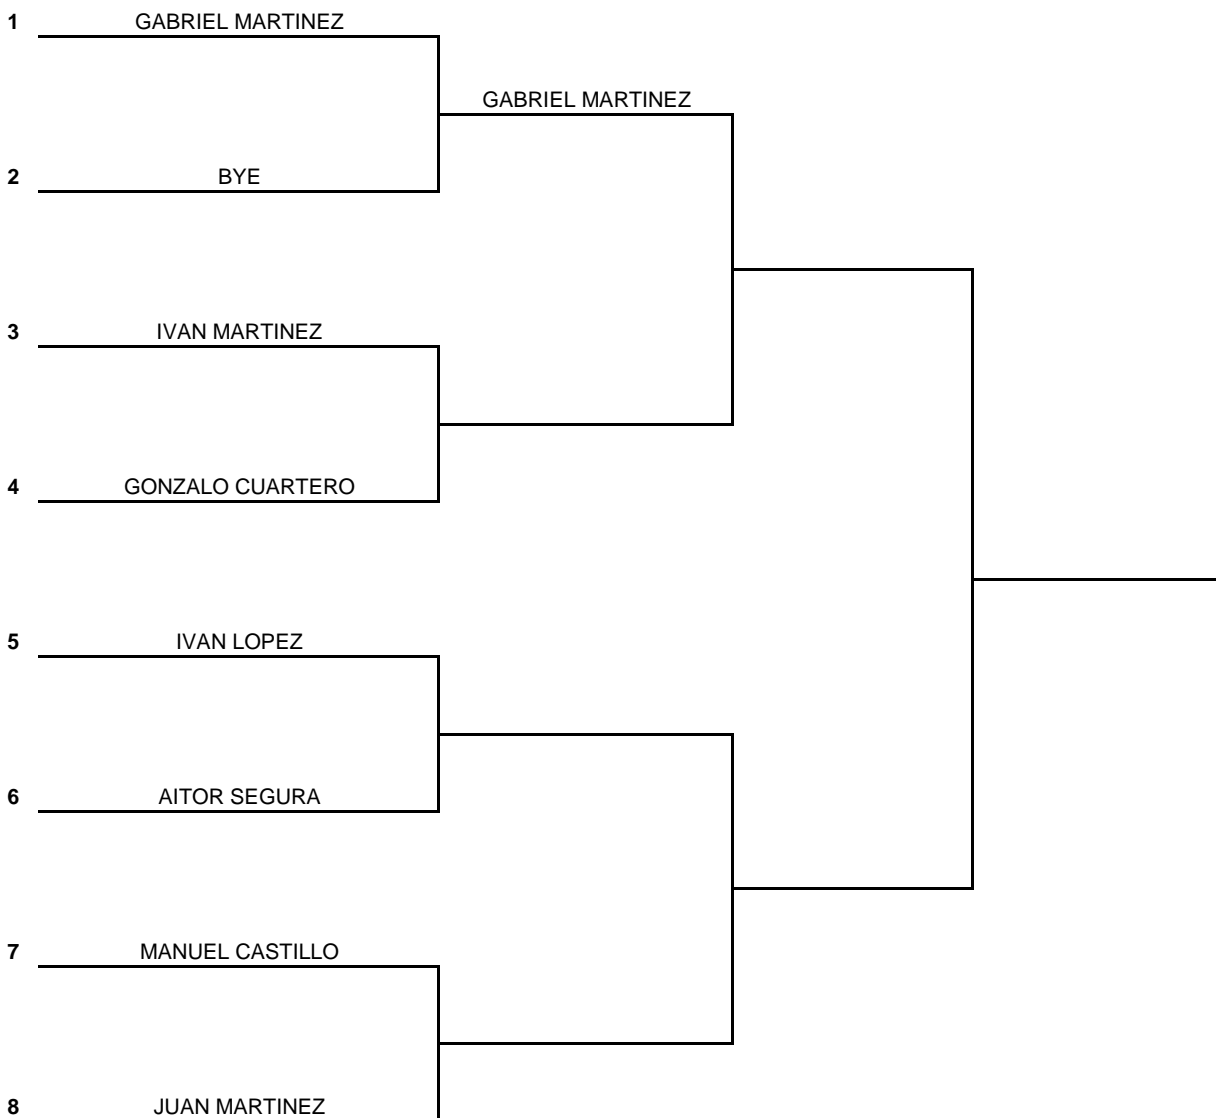 1 GABRIEL MARTINEZ
GABRIEL MARTINEZ
2 BYE
3 IVAN MARTINEZ
4 GONZALO CUARTERO
5 IVAN LOPEZ
6 AITOR SEGURA
7 MANUEL CASTILLO
8 JUAN MARTINEZ